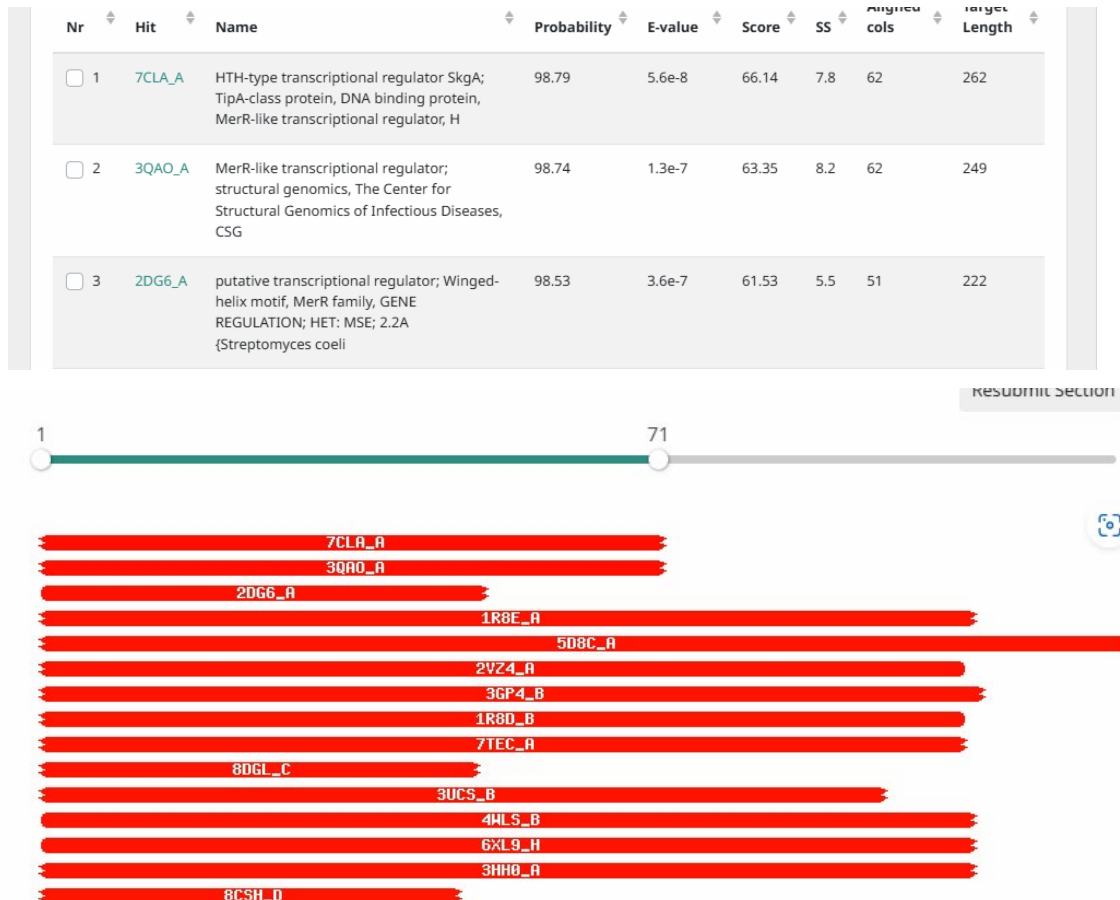 Aligned Target
Nr Hit Name Probability E-value Score SS cols Length
1 7CLA_A HTH-type transcriptional regulator SkgA; 98.79 5.6e-8 66.14 7.8 62 262
TipA-class protein, DNA binding protein,
MerR-like transcriptional regulator, H
2 3QAO_A MerR-like transcriptional regulator; 98.74 1.3e-7 63.35 8.2 62 249
structural genomics, The Center for
Structural Genomics of Infectious Diseases,
CSG
3 2DG6_A putative transcriptional regulator; Winged- 98.53 3.6e-7 61.53 5.5 51 222
helix motif, MerR family, GENE
REGULATION; HET: MSE; 2.2A
{Streptomyces coeli
Resubmit Section
1 71
7CLA_A
3QAO_A
2DG6_A
1R8E_A
5D8C_A
2VZ4_A
3GP4_B
1R8D_B
7TEC_A
8DGL_C
3UCS_B
4WLS_B
6XL9_H
3HH0_A
8CSH_D